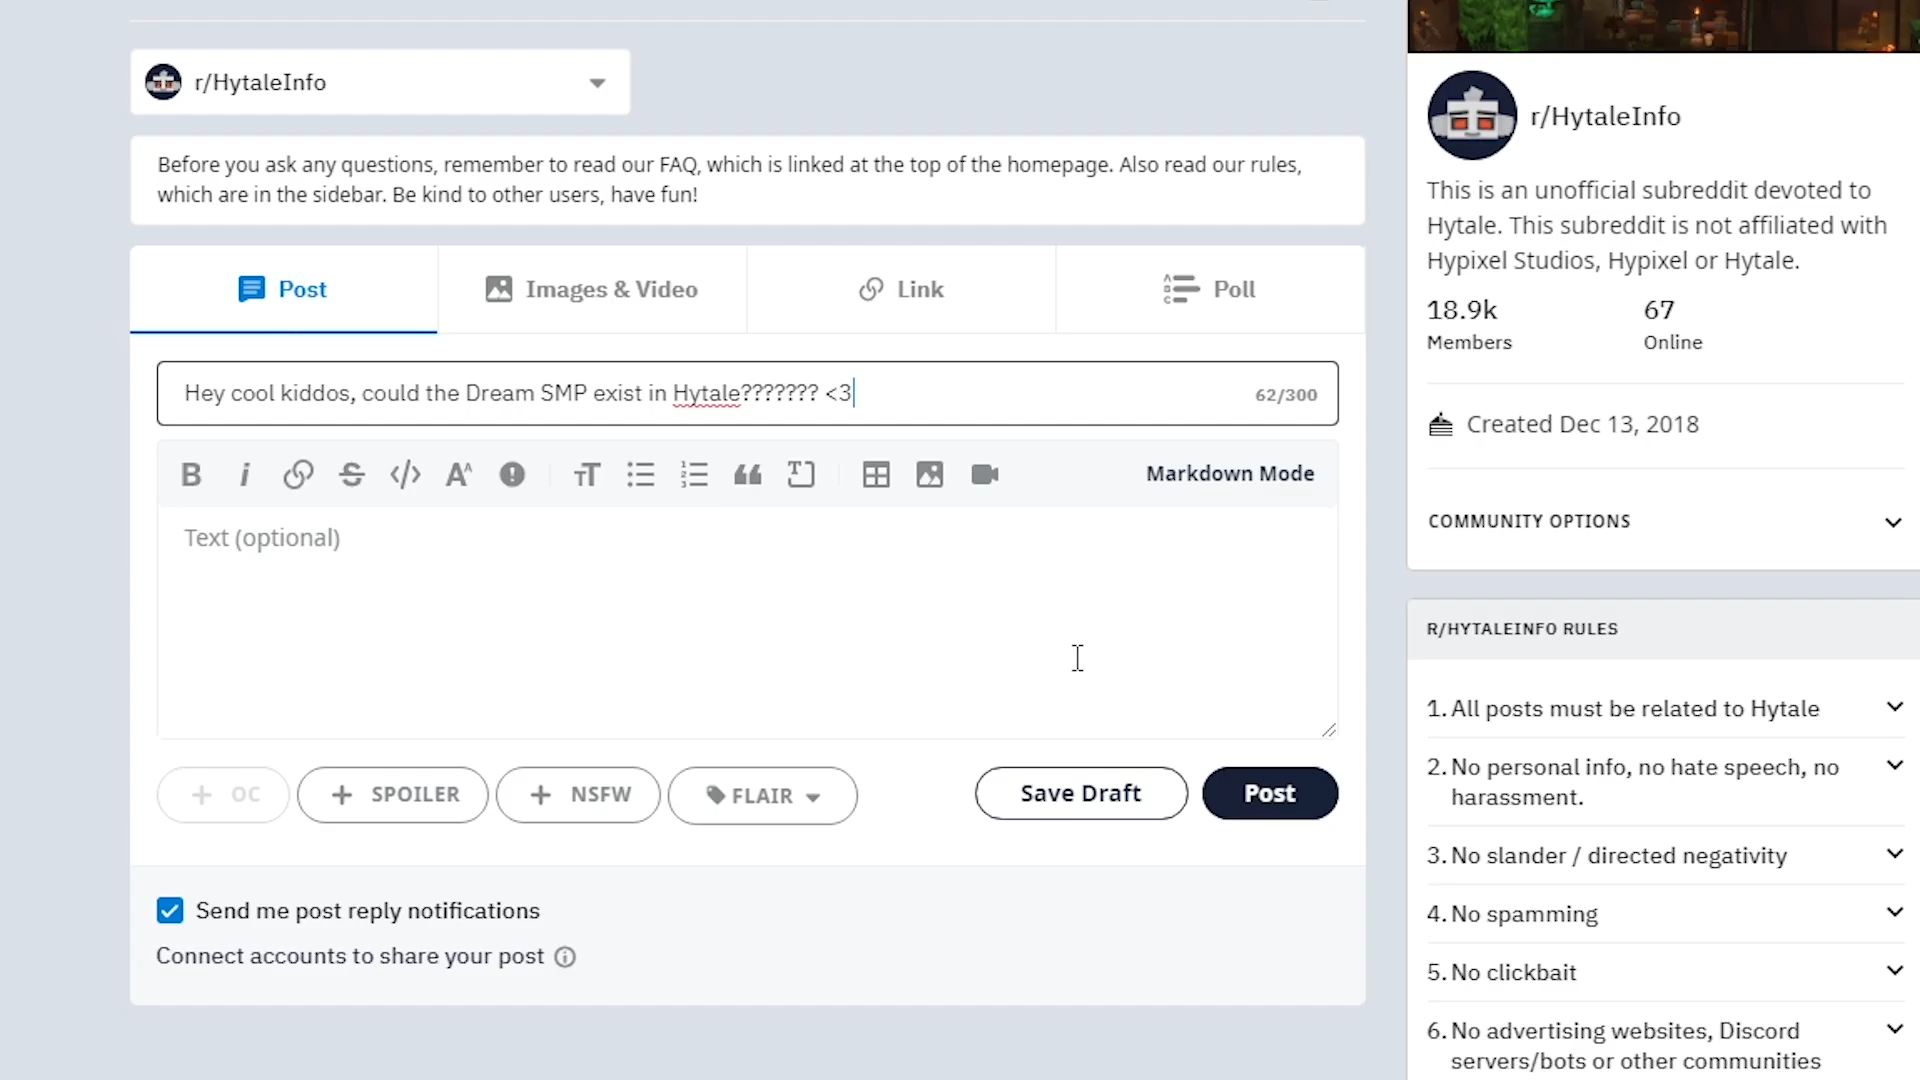 r/HytaleInfo
Before you ask any questions, remember to read our FAQ, which is linked at the top of the homepage. Also read our rules,
which are in the sidebar. Be kind to other users, have fun!
Post
Images & Video
Link
Poll
Hey cool kiddos, could the Dream SMP exist in Hytale??????? <3
62/300
Markdown Mode
Text (optional)
+ OC
+ SPOILER
+ NSFW
FLAIR
Save Draft
Post
Send me post reply notifications
Connect accounts to share your post
r/HytaleInfo
This is an unofficial subreddit devoted to
Hytale. This subreddit is not affiliated with
Hypixel Studios, Hypixel or Hytale.
18.9k
67
Members
Online
Created Dec 13, 2018
COMMUNITY OPTIONS
R/HYTALEINFO RULES
1. All posts must be related to Hytale
2. No personal info, no hate speech, no
harassment.
3. No slander / directed negativity
4. No spamming
5. No clickbait
6. No advertising websites, Discord
servers/bots or other communities